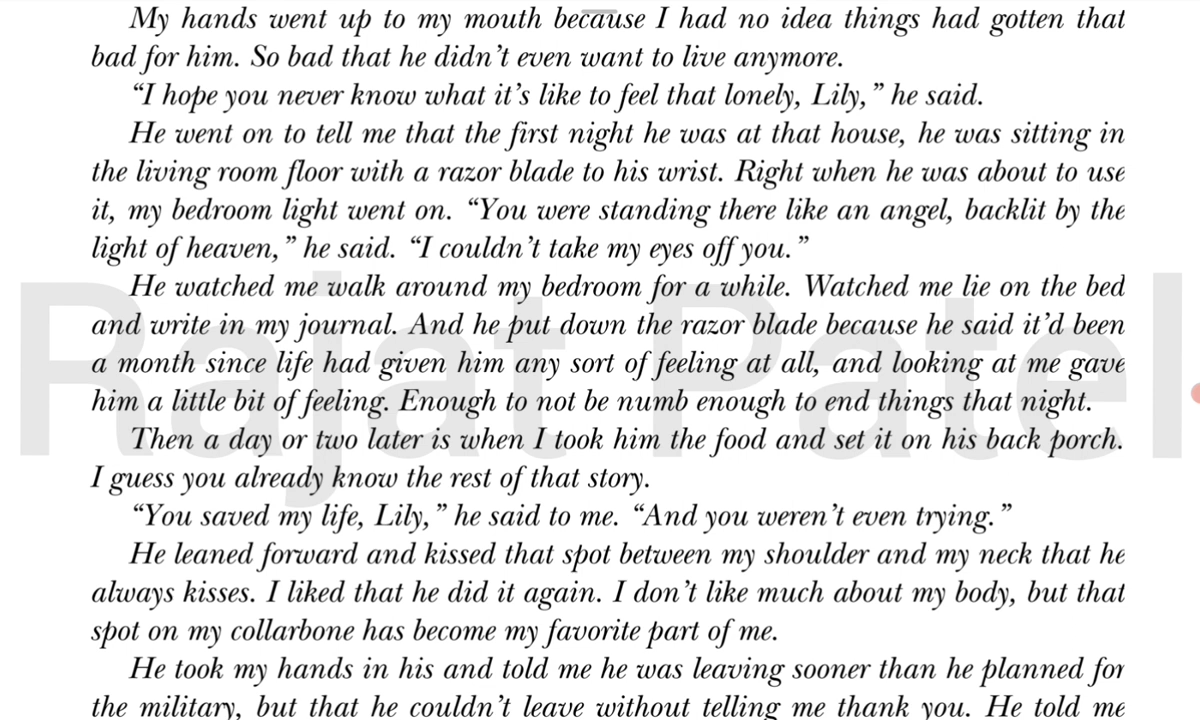 My hands went up to my mouth because I had no idea things had gotten that
bad for him. So bad that he didn’t even want to live anymore.
“I hope you never know what it’s like to feel that lonely, Lily,” he said.
He went on to tell me that the first night he was at that house, he was sitting in
the living room floor with a razor blade to his wrist. Right when he was about to use
it, my bedroom light went on. “You were standing there like an angel, backlit by the
light of heaven,” he said. “I couldn’t take my eyes off you.”
He watched me walk around my bedroom for a while. Watched me lie on the bed
and write in my journal. And he put down the razor blade because he said it’d been
a month since life had given him any sort of feeling at all, and looking at me gave
him a little bit of feeling. Enough to not be numb enough to end things that night.
Then a day or two later is when I took him the food and set it on his back porch.
I guess you already know the rest of that story.
“You saved my life, Lily,” he said to me. “And you weren’t even trying.”
He leaned forward and kissed that spot between my shoulder and my neck that he
always kisses. I liked that he did it again. I don’t like much about my body, but that
spot on my collarbone has become my favorite part of me.
He took my hands in his and told me he was leaving sooner than he planned for
the military, but that he couldn’t leave without telling me thank you. He told me
Rajat Patel